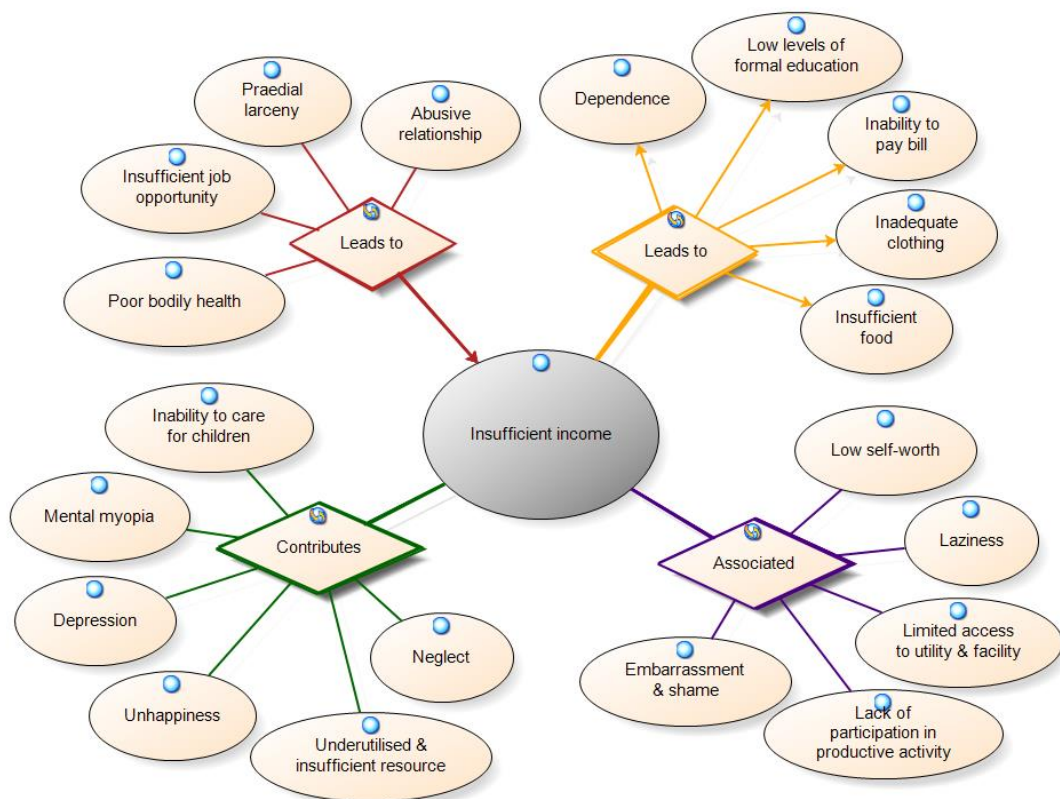 Praedial
larceny
Abusive
relationship
Insufficient job
opportunity
Poor bodily health
Leads to
Low levels of
formal education
Dependence
Inability to
pay bill
Inadequate
clothing
Insufficient
food
Leads to
Insufficient income
Inability to care
for children
Mental myopia
Contributes
Depression
Unhappiness
Underutilised &
insufficient resource
Neglect
Low self-worth
Laziness
Associated
Limited access
to utility & facility
Embarrassment
& shame
Lack of
participation in
productive activity